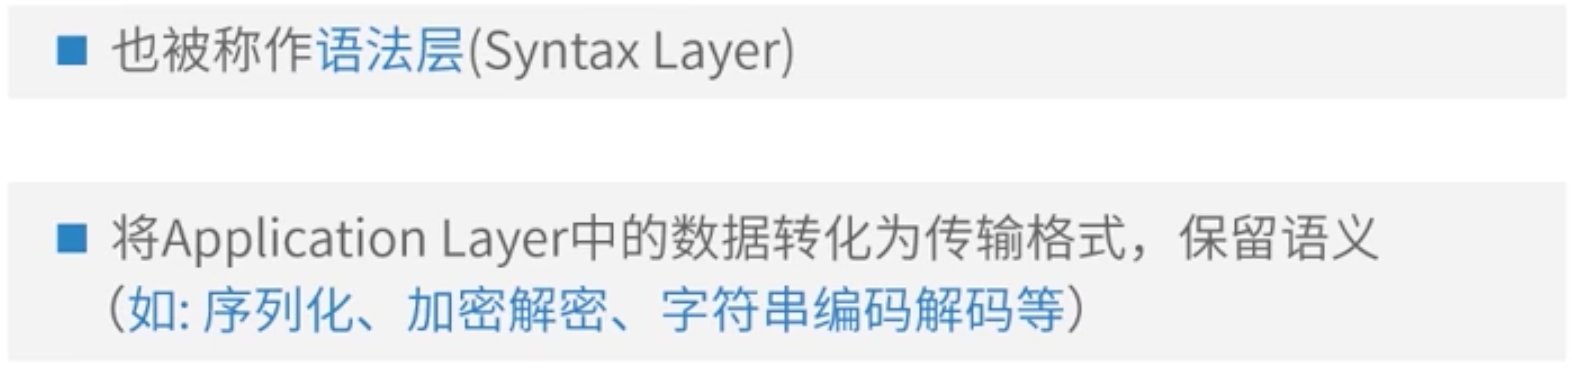 ■ 也被称作语法层(Syntax Layer)
■ 将Application Layer中的数据转化为传输格式，保留语义
（如: 序列化、加密解密、字符串编码解码等）